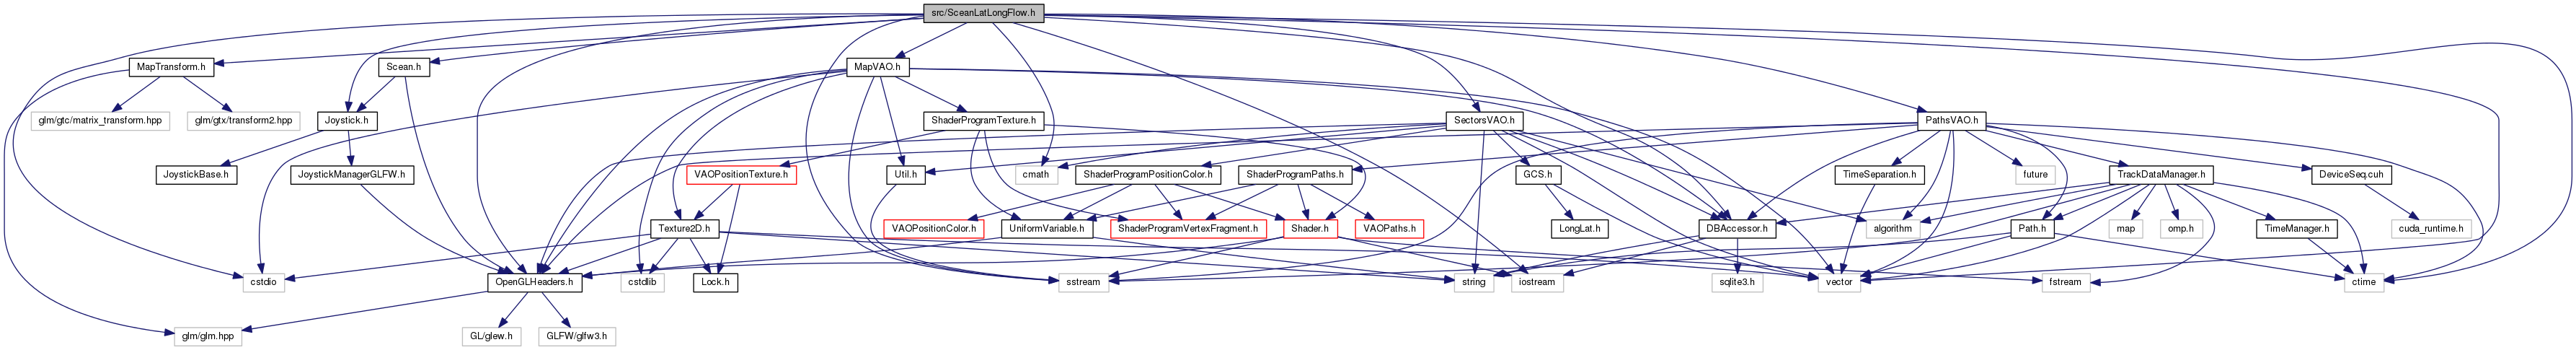 src/SceanLatLongFlow.h
MapTransform.h
Scean.h
MapVAO.h
glm/gtc/matrix_transform.hpp
glm/gtx/transform2.hpp
Joystick.h
ShaderProgramTexture.h
SectorsVAO.h
PathsVAO.h
JoystickBase.h
JoystickManagerGLFW.h
VAOPositionTexture.h
Util.h
cmath
ShaderProgramPositionColor.h
ShaderProgramPaths.h
GCS.h
TimeSeparation.h
future
TrackDataManager.h
DeviceSeq.cuh
Texture2D.h
VAOPositionColor.h
UniformVariable.h
ShaderProgramVertexFragment.h
Shader.h
VAOPaths.h
LongLat.h
DBAccessor.h
algorithm
Path.h
map
omp.h
TimeManager.h
cuda_runtime.h
cstdio
OpenGLHeaders.h
cstdlib
Lock.h
sstream
string
iostream
sqlite3.h
vector
fstream
ctime
glm/glm.hpp
GL/glew.h
GLFW/glfw3.h